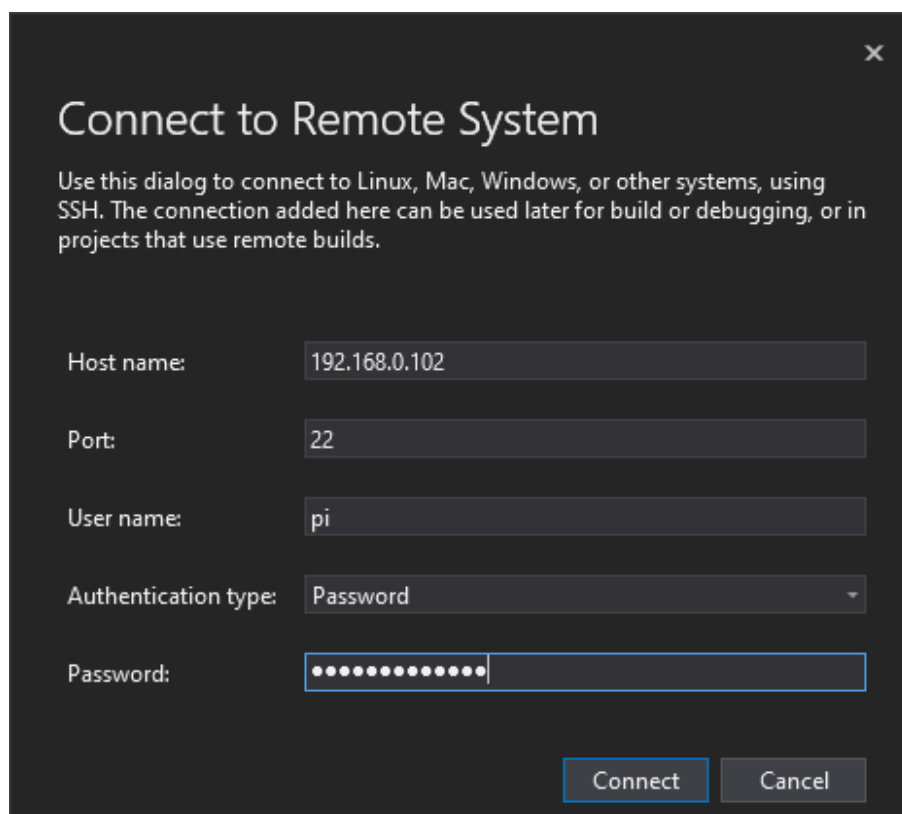 Connect to Remote System
Use this dialog to connect to Linux, Mac, Windows, or other systems, using
SSH. The connection added here can be used later for build or debugging, or in
projects that use remote builds.
Host name: 192.168.0.102
Port: 22
User name: pi
Authentication type: Password
Password: •••••••••••••
Connect Cancel